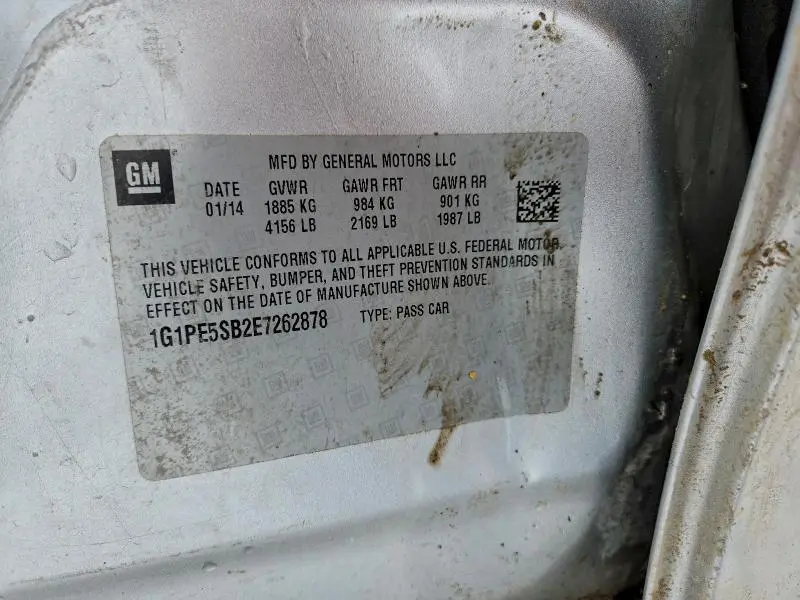 GM
MFD BY GENERAL MOTORS LLC
DATE GVWR GAWR FRT GAWR RR
01/14 1885 KG 984 KG 901 KG
4156 LB 2169 LB 1987 LB
THIS VEHICLE CONFORMS TO ALL APPLICABLE U.S. FEDERAL MOTOR
VEHICLE SAFETY, BUMPER, AND THEFT PREVENTION STANDARDS IN
EFFECT ON THE DATE OF MANUFACTURE SHOWN ABOVE.
1G1PE5SB2E7262878 TYPE: PASS CAR